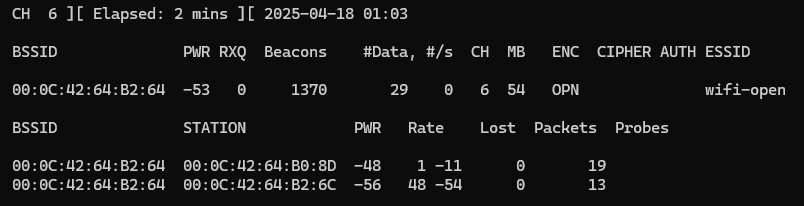 CH  6 ][ Elapsed: 2 mins ][ 2025-04-18 01:03
BSSID              PWR RXQ  Beacons    #Data, #/s  CH  MB   ENC  CIPHER AUTH ESSID
00:0C:42:64:B2:64  -53   0     1370       29    0   6  54   OPN              wifi-open
BSSID              STATION            PWR   Rate    Lost  Packets  Probes
00:0C:42:64:B2:64  00:0C:42:64:B0:8D  -48    1 -11      0       19
00:0C:42:64:B2:64  00:0C:42:64:B2:6C  -56   48 -54      0       13